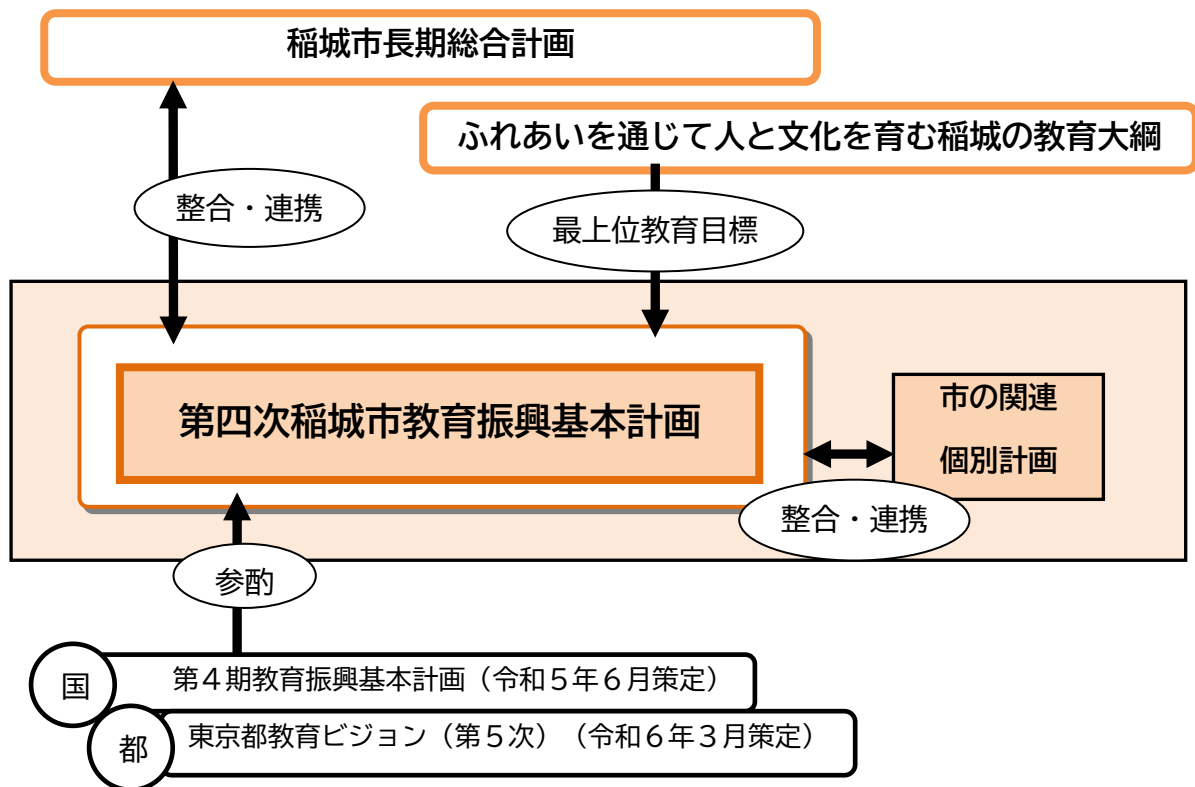 稲城市長期総合計画
ふれあいを通じて人と文化を育む稲城の教育大綱
整合・連携
最上位教育目標
第四次稲城市教育振興基本計画
市の関連
個別計画
整合・連携
参酌
国
第４期教育振興基本計画（令和５年６月策定）
都
東京都教育ビジョン（第５次）（令和６年３月策定）